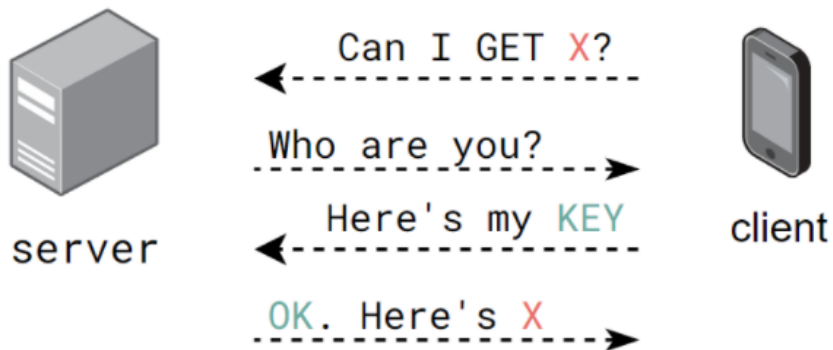 Can I GET X?
Who are you?
Here's my KEY
server
client
OK. Here's X